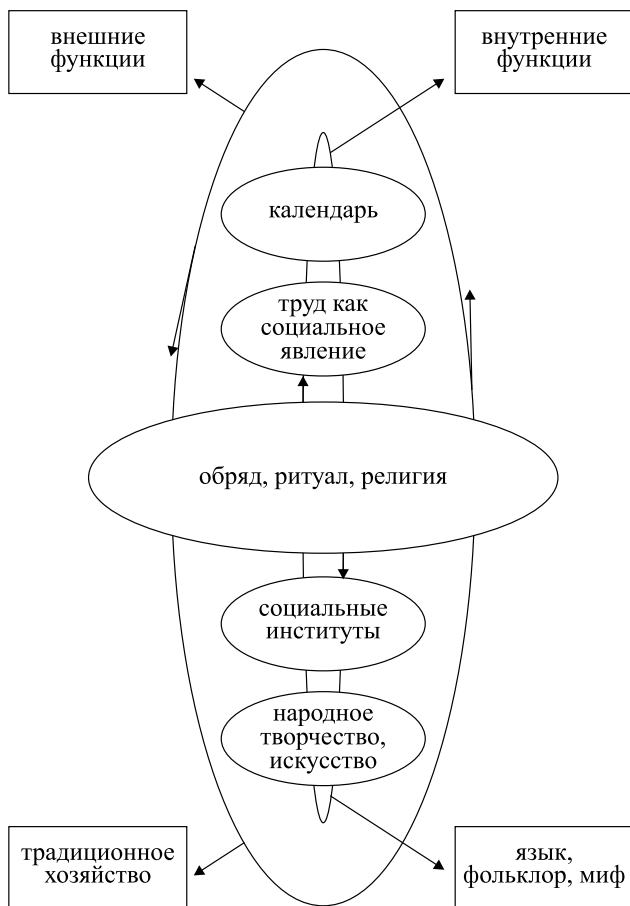 внешние
функции
внутренние
функции
календарь
труд как
социальное
явление
обряд, ритуал, религия
социальные
институты
народное
творчество,
искусство
традиционное
хозяйство
язык,
фольклор, миф